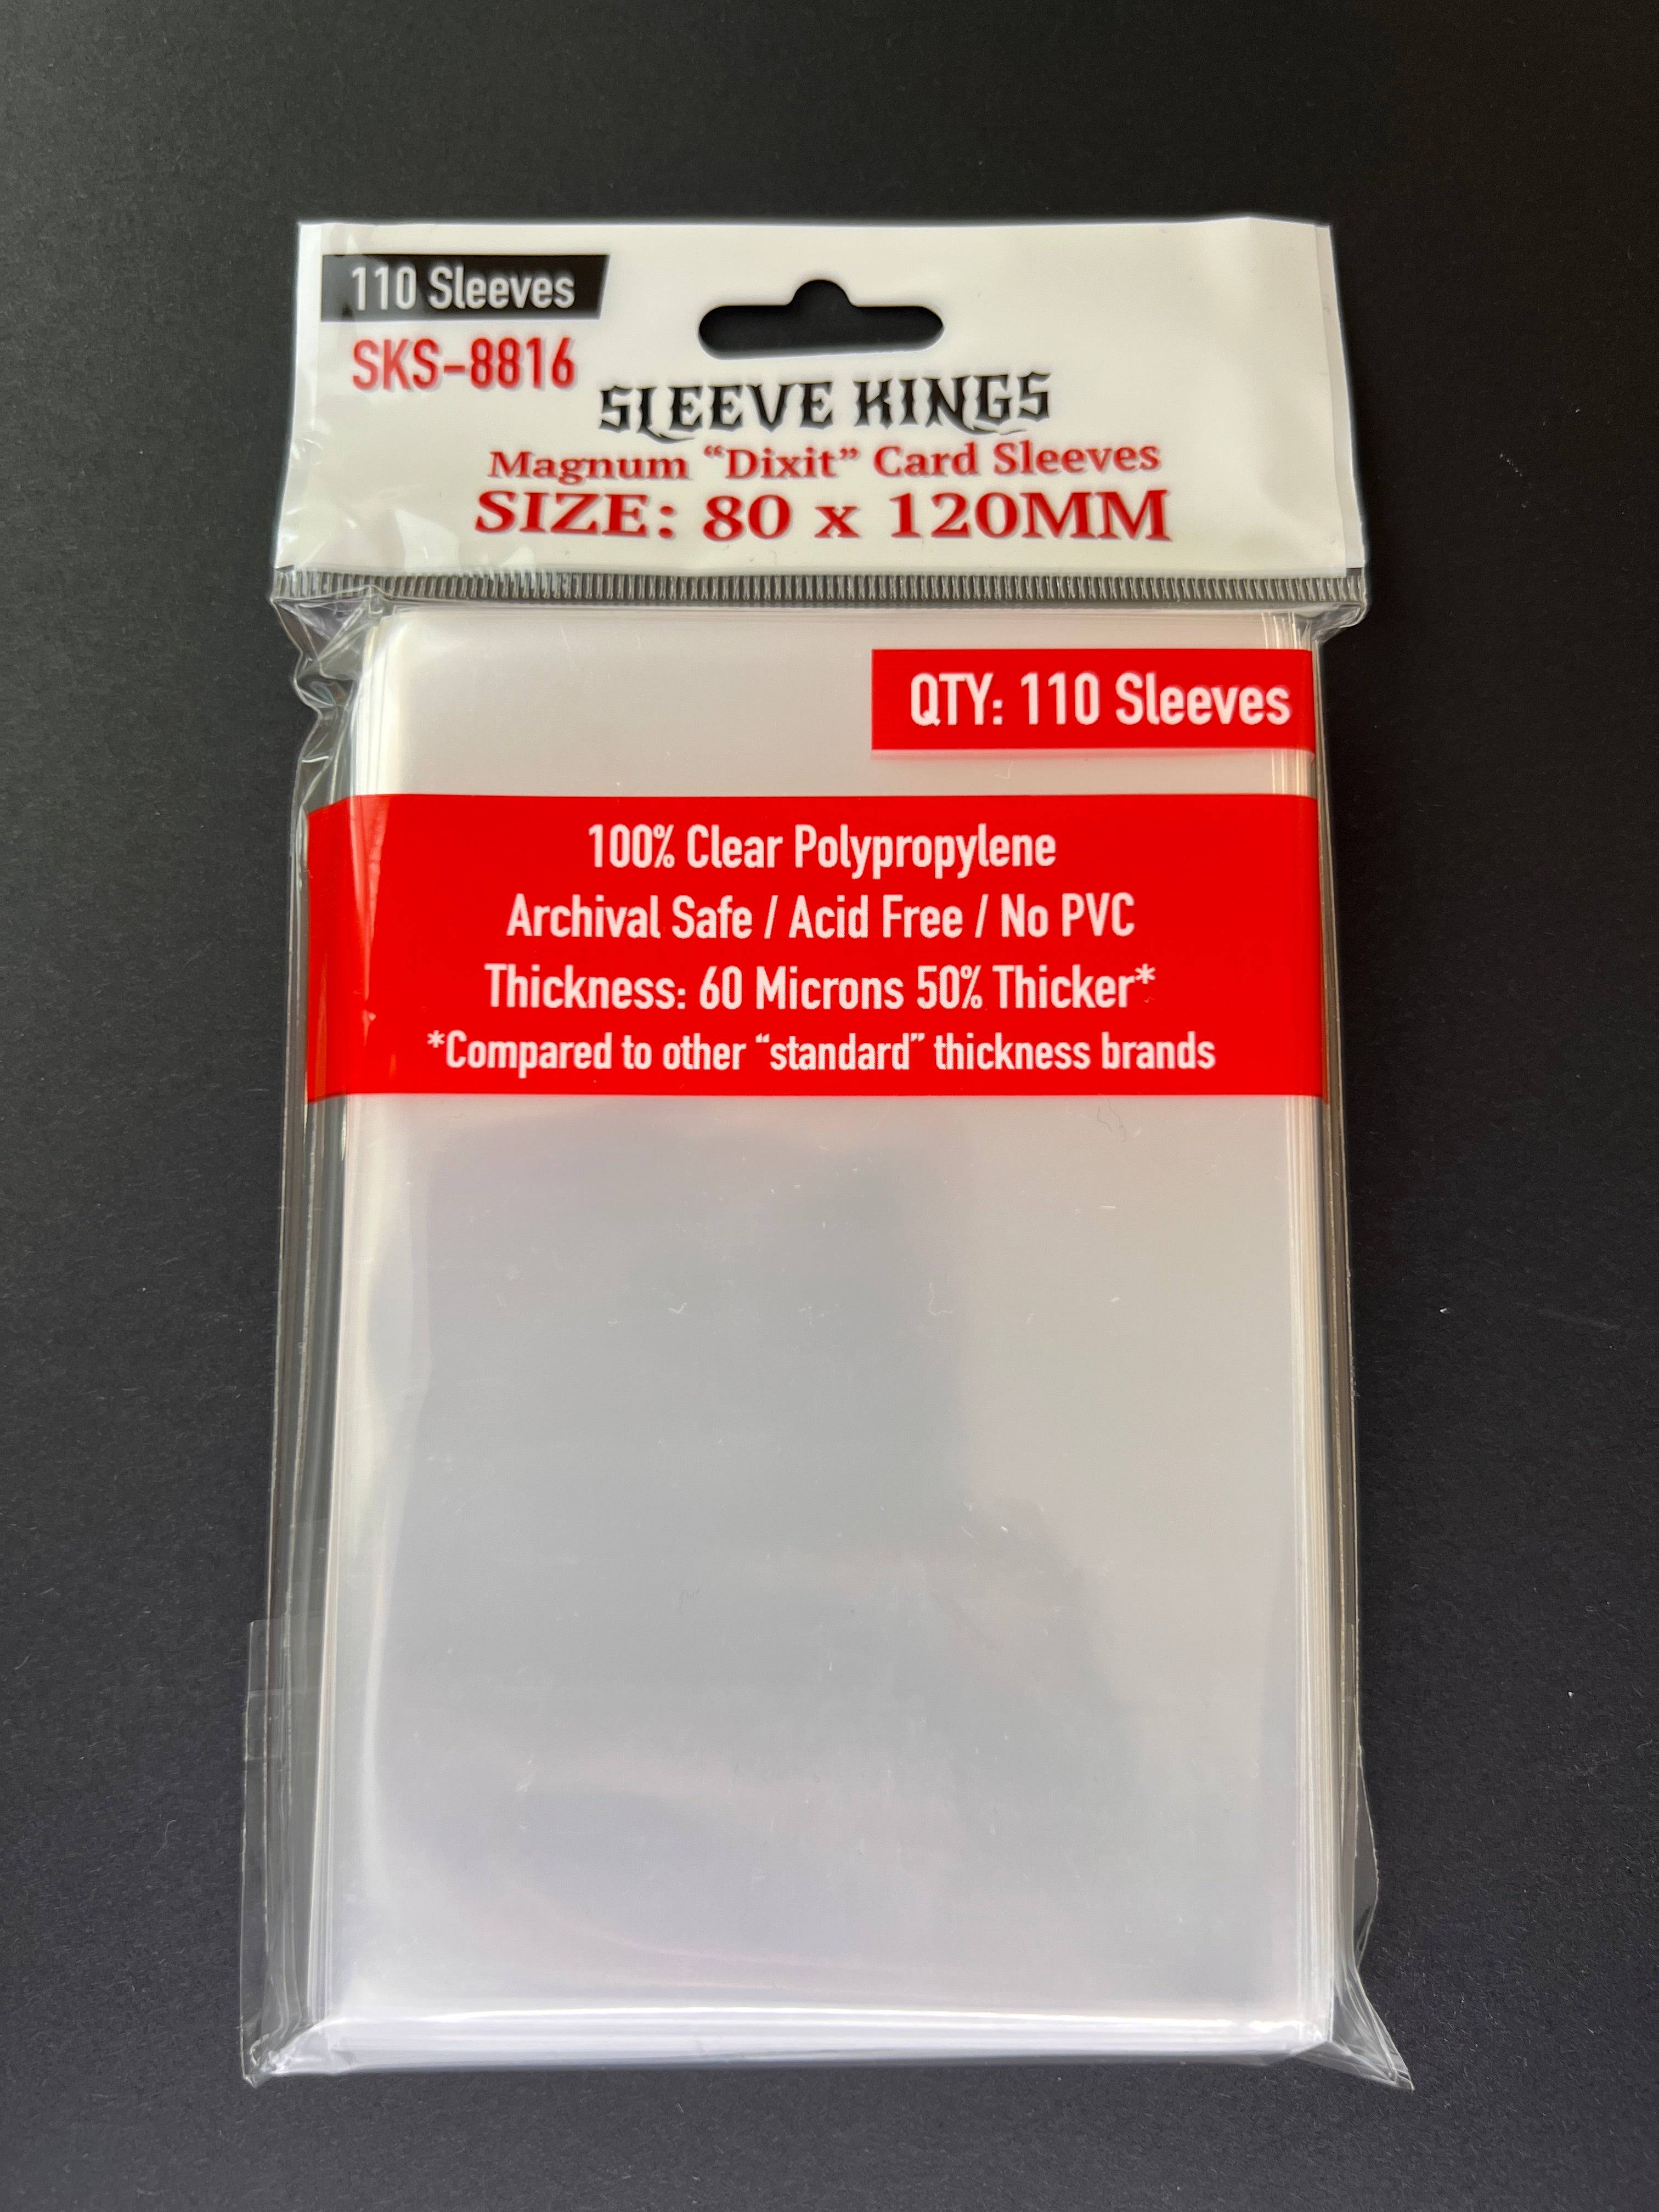 110 Sleeves
SKS-8816
SLEEVE KINGS
Magnum “Dixit” Card Sleeves
SIZE: 80 x 120MM
QTY: 110 Sleeves
100% Clear Polypropylene
Archival Safe / Acid Free / No PVC
Thickness: 60 Microns 50% Thicker*
*Compared to other “standard” thickness brands